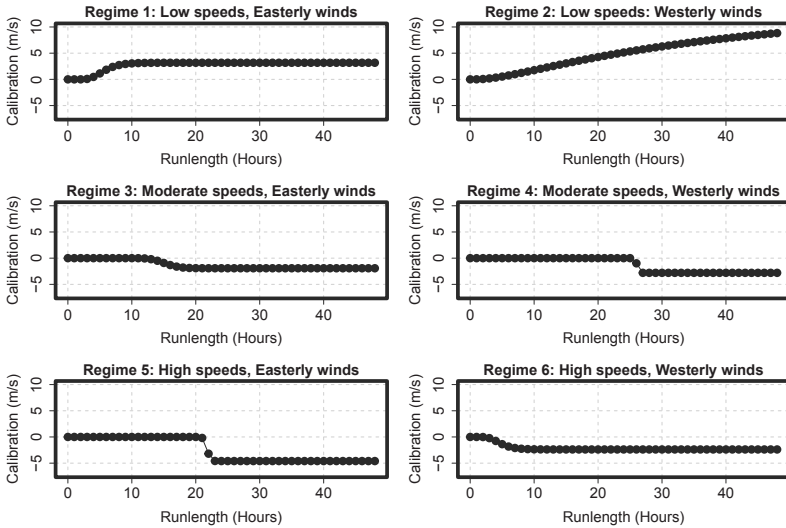 Regime 1: Low speeds, Easterly winds
Calibration (m/s)
10
5
0
−5
0 10 20 30 40
Runlength (Hours)
Regime 2: Low speeds: Westerly winds
Calibration (m/s)
10
5
0
−5
0 10 20 30 40
Runlength (Hours)
Regime 3: Moderate speeds, Easterly winds
Calibration (m/s)
10
5
0
−5
0 10 20 30 40
Runlength (Hours)
Regime 4: Moderate speeds, Westerly winds
Calibration (m/s)
10
5
0
−5
0 10 20 30 40
Runlength (Hours)
Regime 5: High speeds, Easterly winds
Calibration (m/s)
10
5
0
−5
0 10 20 30 40
Runlength (Hours)
Regime 6: High speeds, Westerly winds
Calibration (m/s)
10
5
0
−5
0 10 20 30 40
Runlength (Hours)